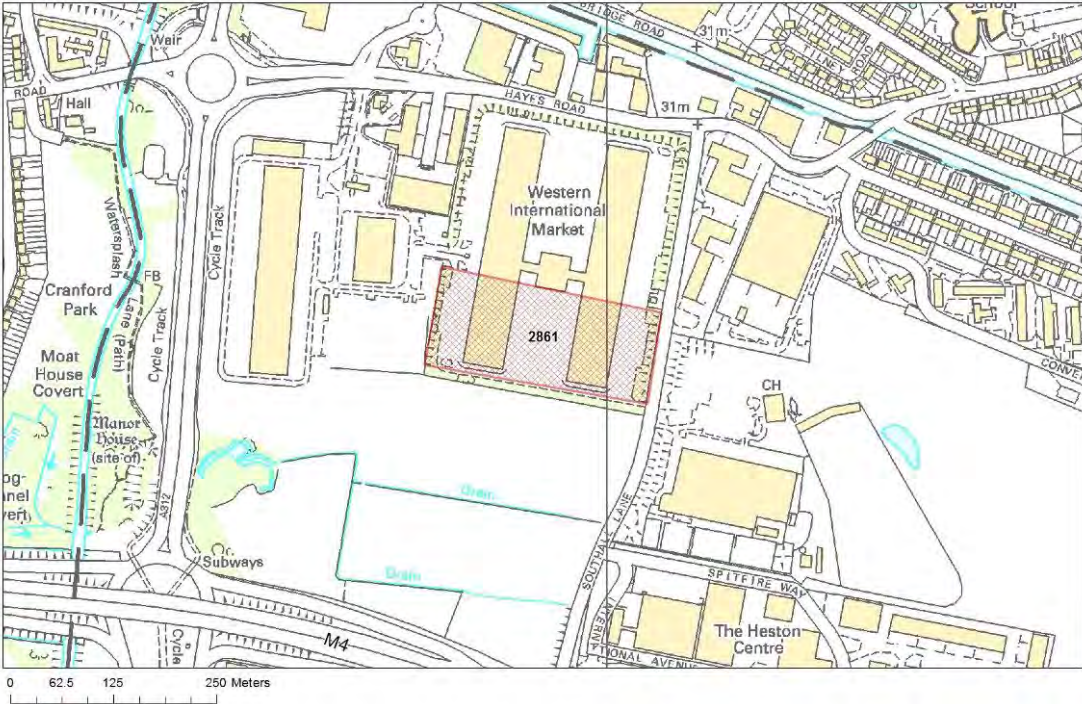 School
BRIDGE ROAD
31m
Weir
ROAD
Hall
HAYES ROAD
31m
Western
International
Market
Watersplash
Lane (Path)
Cycle Track
FB
Cranford
Park
Cycle Track
2861
Moat
House
Covert
CH
Manor
House
(site of)
Drain
A312
SOUTHALL LANE
Subways
Drain
SPITFIRE WAY
M4
Cycle
The Heston
Centre
0 62.5 125 250 Meters